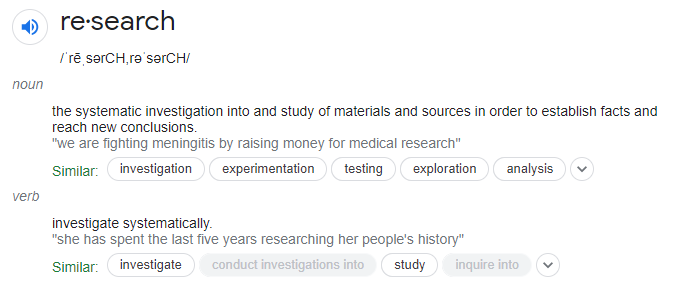 re·search
/ˈrēˌsərCH,rəˈsərCH/
noun
the systematic investigation into and study of materials and sources in order to establish facts and
reach new conclusions.
"we are fighting meningitis by raising money for medical research"
Similar: investigation experimentation testing exploration analysis
verb
investigate systematically.
"she has spent the last five years researching her people's history"
Similar: investigate conduct investigations into study inquire into